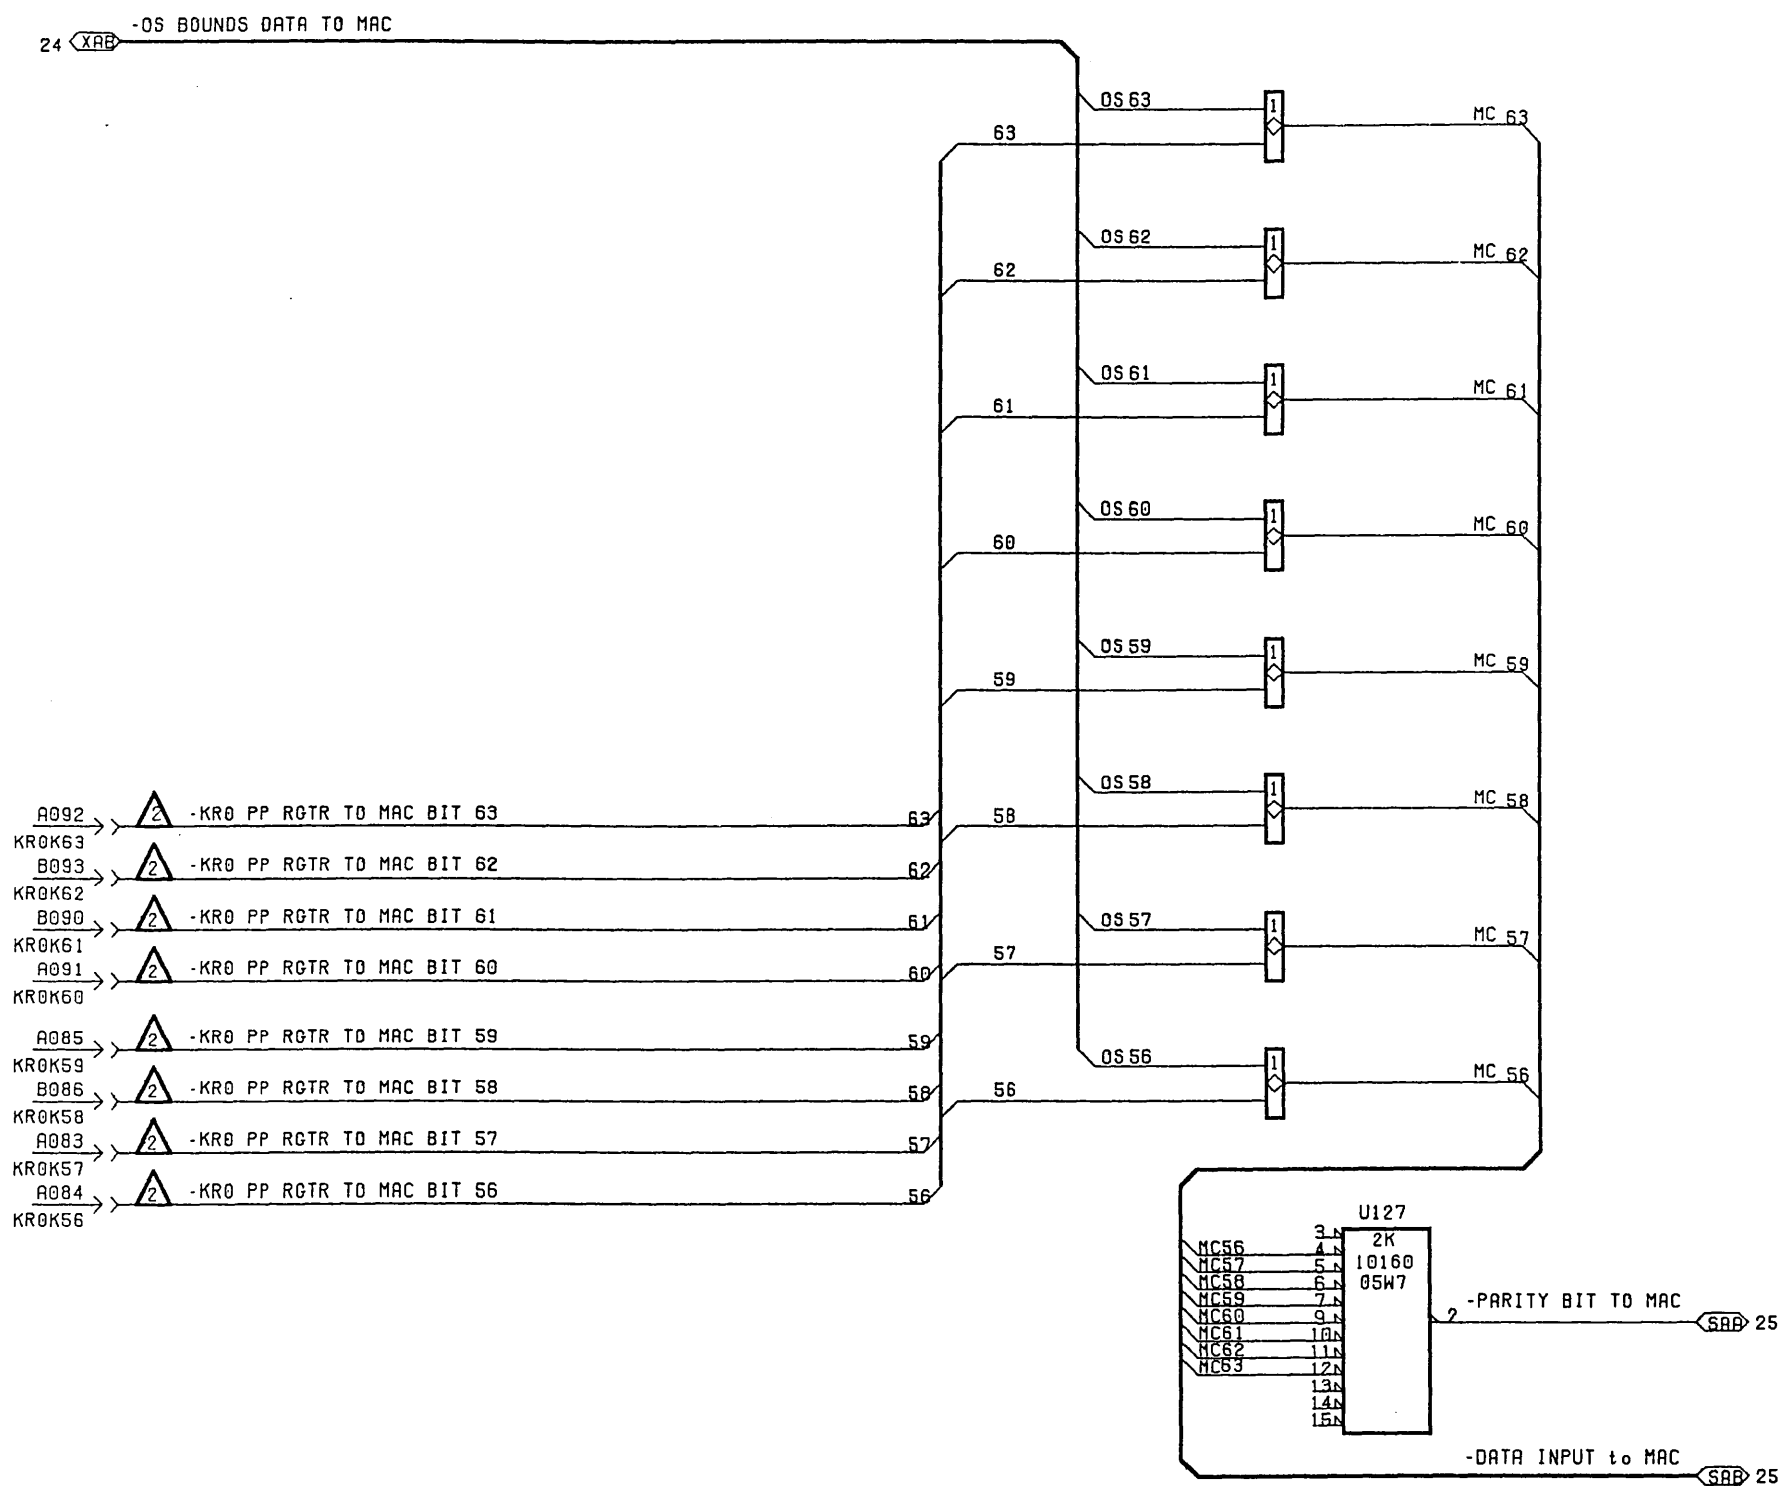 -OS BOUNDS DATA TO MAC
24 XAB
OS 63
1
MC 63
63
OS 62
1
MC 62
62
OS 61
1
MC 61
61
OS 60
1
MC 60
60
OS 59
1
MC 59
59
OS 58
1
MC 58
58
OS 57
1
MC 57
57
OS 56
1
MC 56
56
A092 2 -KR0 PP RGTR TO MAC BIT 63 63
KR0K63
B093 2 -KR0 PP RGTR TO MAC BIT 62 62
KR0K62
B090 2 -KR0 PP RGTR TO MAC BIT 61 61
KR0K61
A091 2 -KR0 PP RGTR TO MAC BIT 60 60
KR0K60
A085 2 -KR0 PP RGTR TO MAC BIT 59 59
KR0K59
B086 2 -KR0 PP RGTR TO MAC BIT 58 58
KR0K58
A083 2 -KR0 PP RGTR TO MAC BIT 57 57
KR0K57
A084 2 -KR0 PP RGTR TO MAC BIT 56 56
KR0K56
U127
2K
10160
05W7
3
MC56 4
MC57 5
MC58 6
MC59 7
MC60 9
MC61 10
MC62 11
MC63 12
13
14
15
2 -PARITY BIT TO MAC
SAA 25
-DATA INPUT to MAC
SAB 25